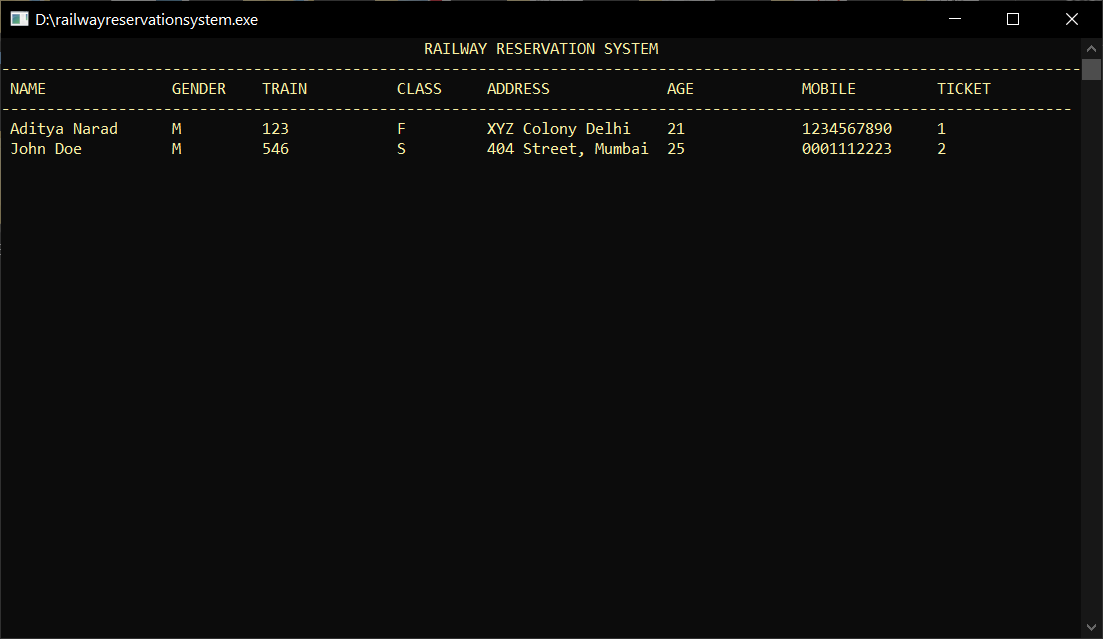 D:\railwayreservationsystem.exe
RAILWAY RESERVATION SYSTEM
------------------------------------------------------------------------------------------------------------------------
NAME GENDER TRAIN CLASS ADDRESS AGE MOBILE TICKET
-----------------------------------------------------------------------------------------------------------------------
Aditya Narad M 123 F XYZ Colony Delhi 21 1234567890 1
John Doe M 546 S 404 Street, Mumbai 25 0001112223 2